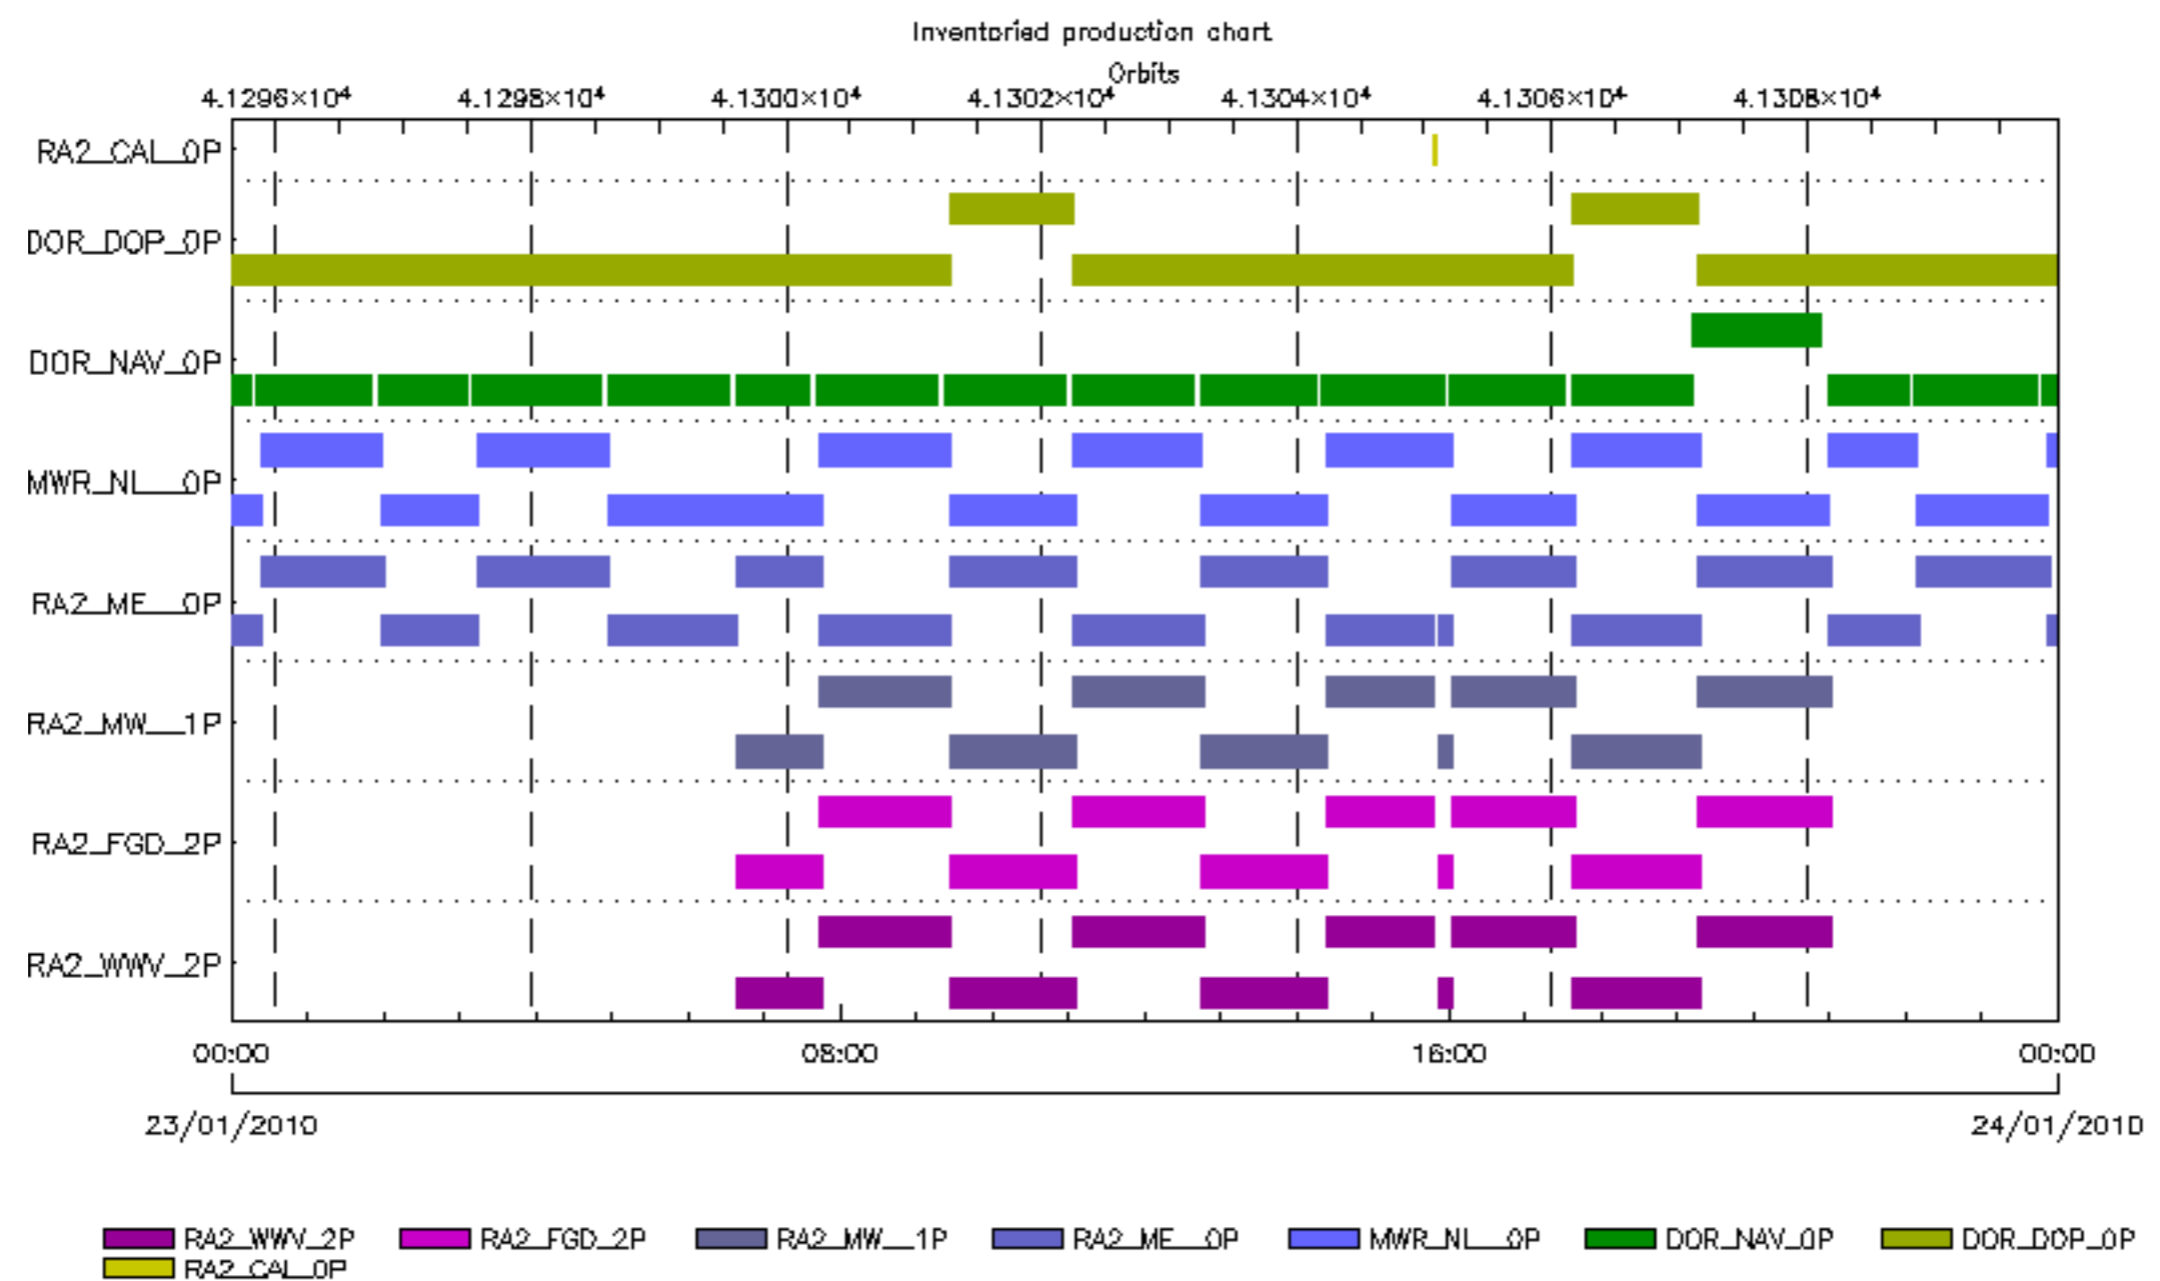 Inventoried production chart
Orbits
4.1296×10⁴ 4.1298×10⁴ 4.1300×10⁴ 4.1302×10⁴ 4.1304×10⁴ 4.1306×10⁴ 4.1308×10⁴
RA2_CAL_0P
DOR_DOP_0P
DOR_NAV_0P
MWR_NL__0P
RA2_ME__0P
RA2_MW__1P
RA2_FGD_2P
RA2_WWV_2P
00:00 08:00 16:00 00:00
23/01/2010 24/01/2010
RA2_WWV_2P RA2_FGD_2P RA2_MW__1P RA2_ME__0P MWR_NL__0P DOR_NAV_0P DOR_DOP_0P
RA2_CAL_0P